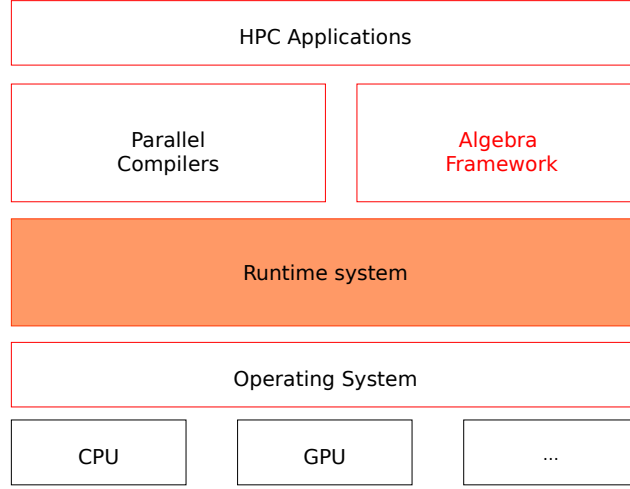 HPC Applications
Parallel
Compilers
Algebra
Framework
Runtime system
Operating System
CPU
GPU
...